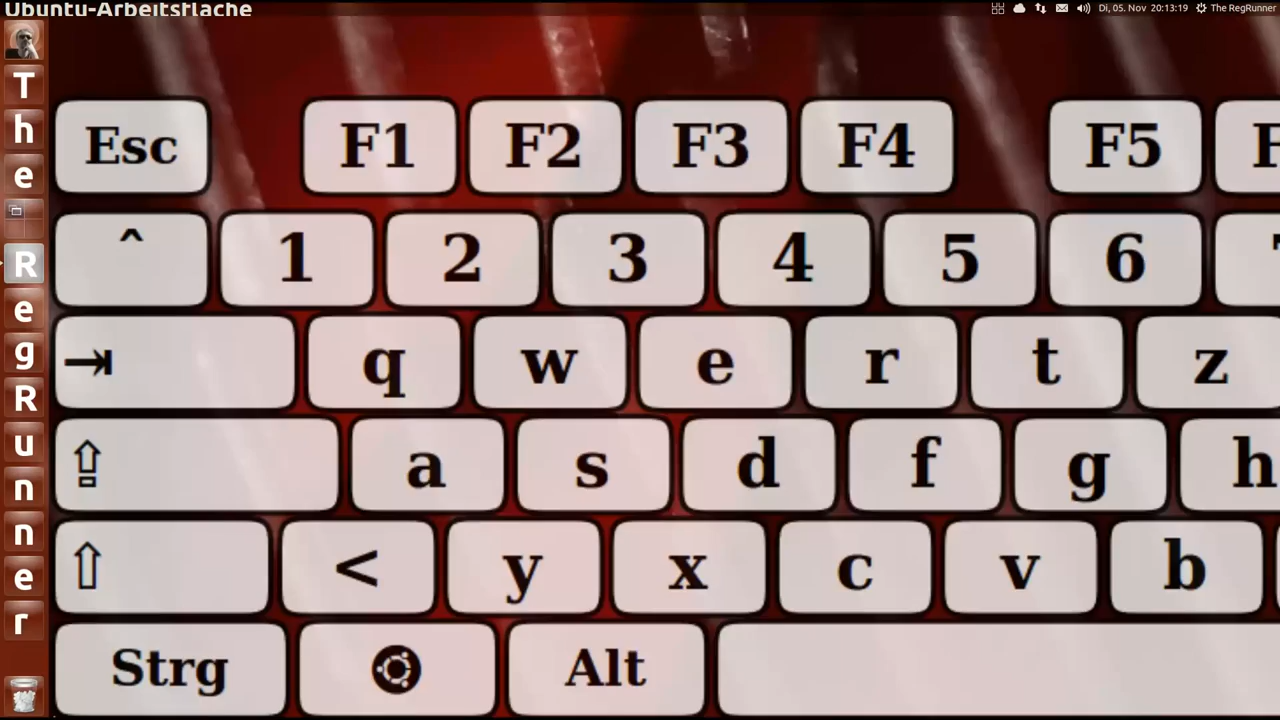 Ubuntu-Arbeitsfläche
Di, 05. Nov 20:13:19 The RegRunner
T
h
e
R
e
g
R
u
n
n
e
r
Esc F1 F2 F3 F4 F5
^ 1 2 3 4 5 6
q w e r t z
a s d f g h
< y x c v b
Strg Alt